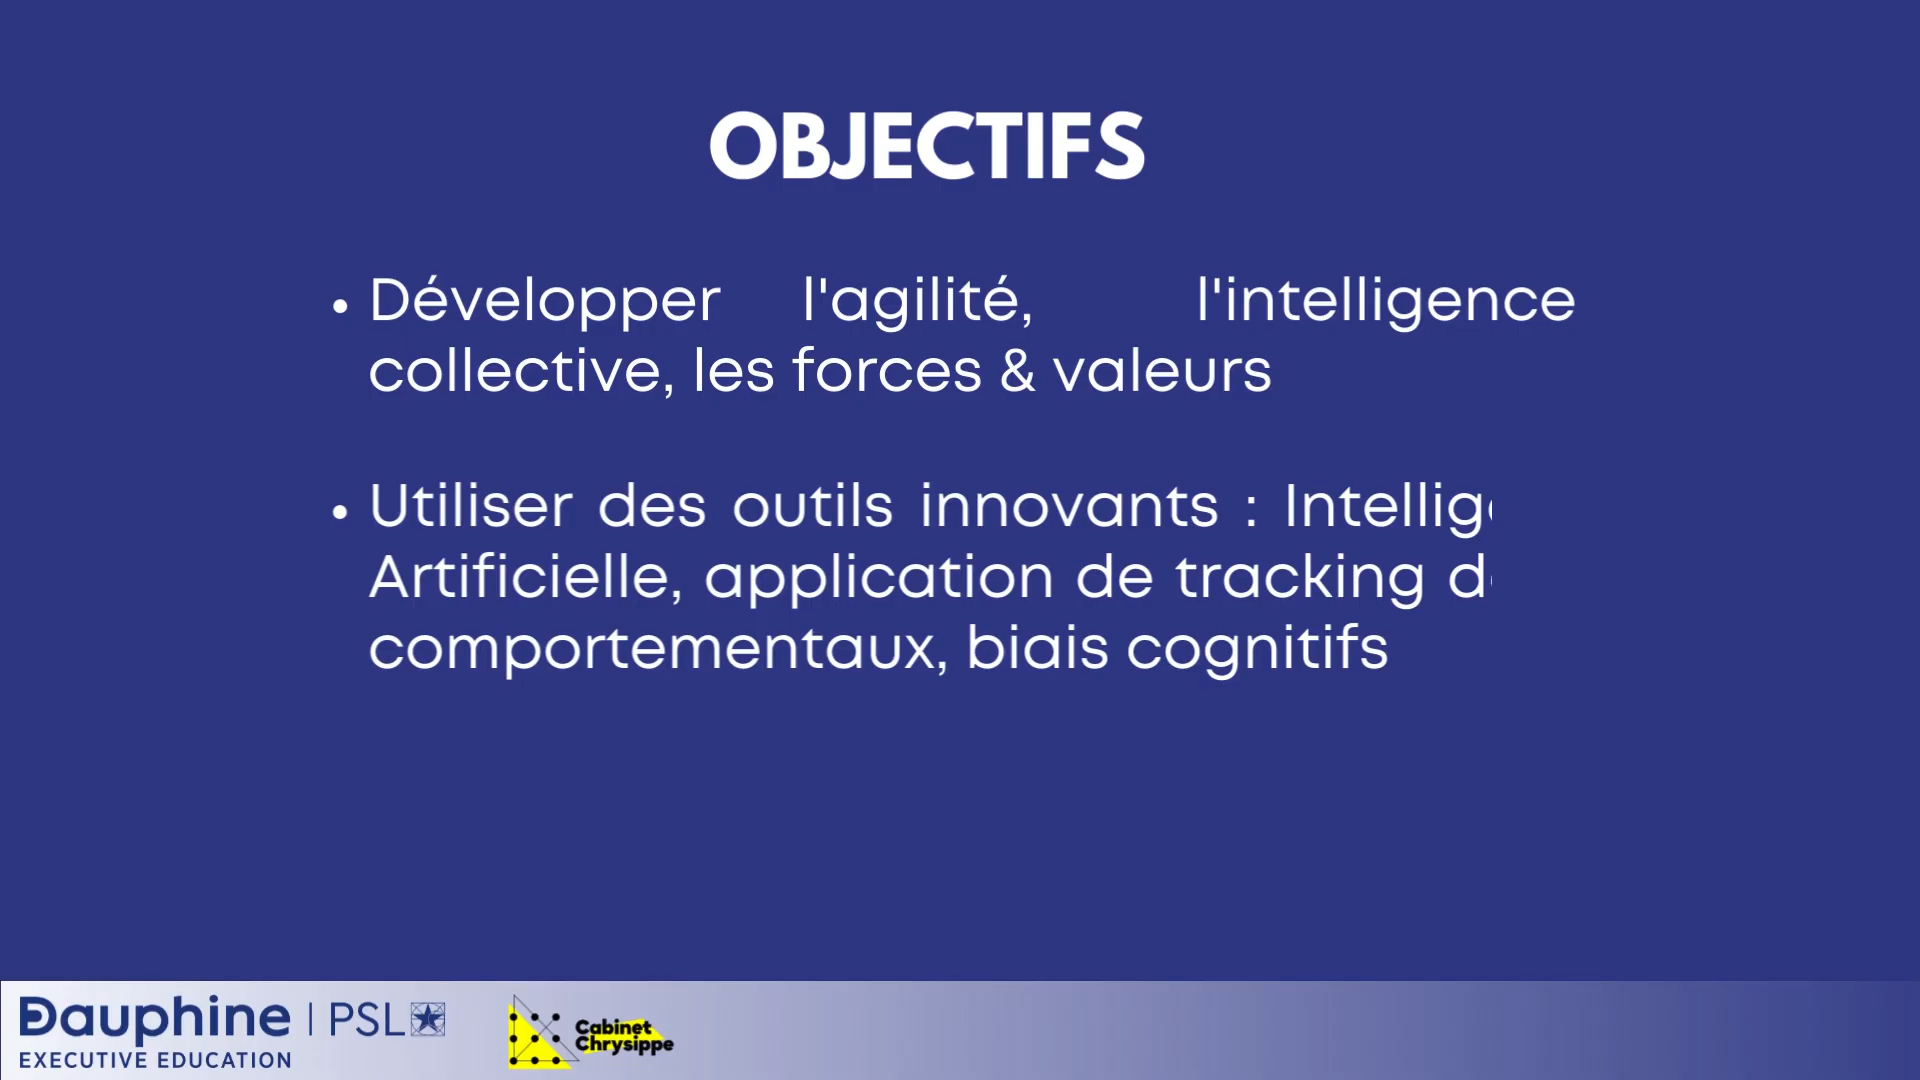 OBJECTIFS
• Développer l'agilité, l'intelligence
collective, les forces & valeurs
• Utiliser des outils innovants :
Artificielle, application de tracking
comportementaux, biais cognitifs
Dauphine | PSL
EXECUTIVE EDUCATION
Cabinet
Chrysippe